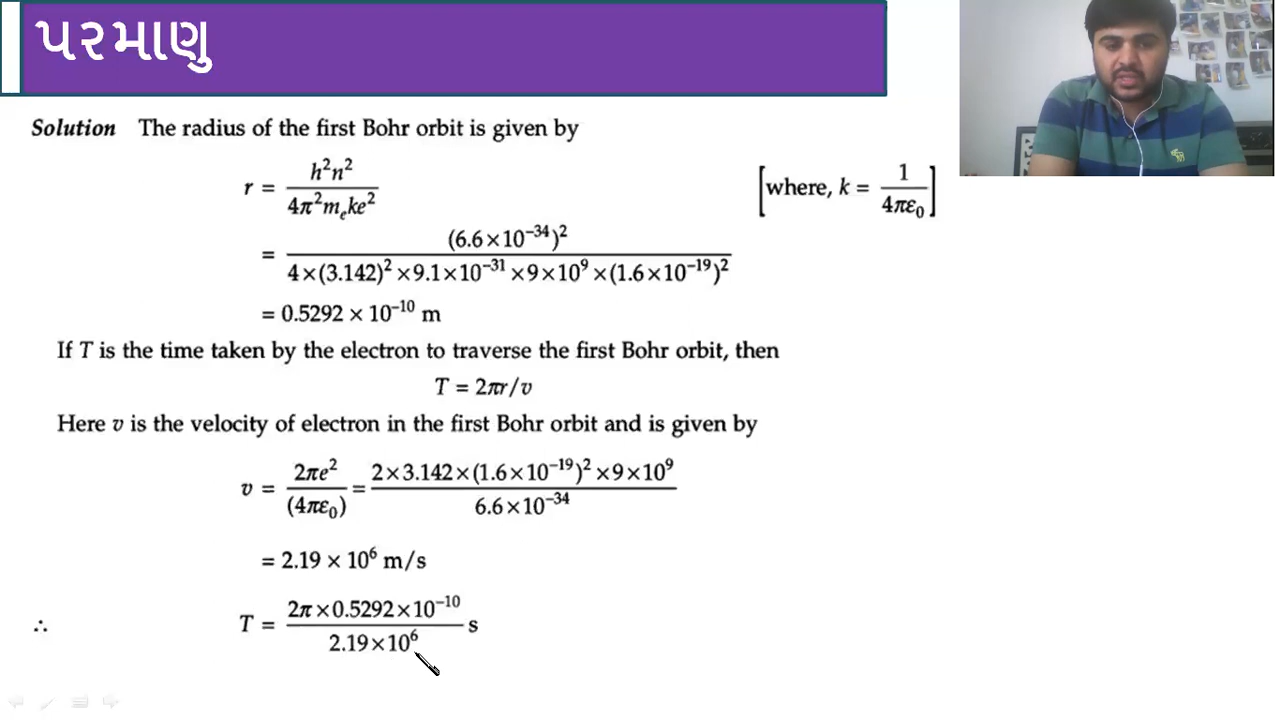 પરમાણુ
Solution The radius of the first Bohr orbit is given by
r = h²n² / 4π²mₑke² [where, k = 1 / 4πε₀]
= (6.6×10⁻³⁴)² / 4×(3.142)²×9.1×10⁻³¹×9×10⁹×(1.6×10⁻¹⁹)²
= 0.5292 × 10⁻¹⁰ m
If T is the time taken by the electron to traverse the first Bohr orbit, then
T = 2πr/v
Here v is the velocity of electron in the first Bohr orbit and is given by
v = 2πe² / (4πε₀) = 2×3.142×(1.6×10⁻¹⁹)²×9×10⁹ / 6.6×10⁻³⁴
= 2.19 × 10⁶ m/s
∴ T = 2π×0.5292×10⁻¹⁰ / 2.19×10⁶ s